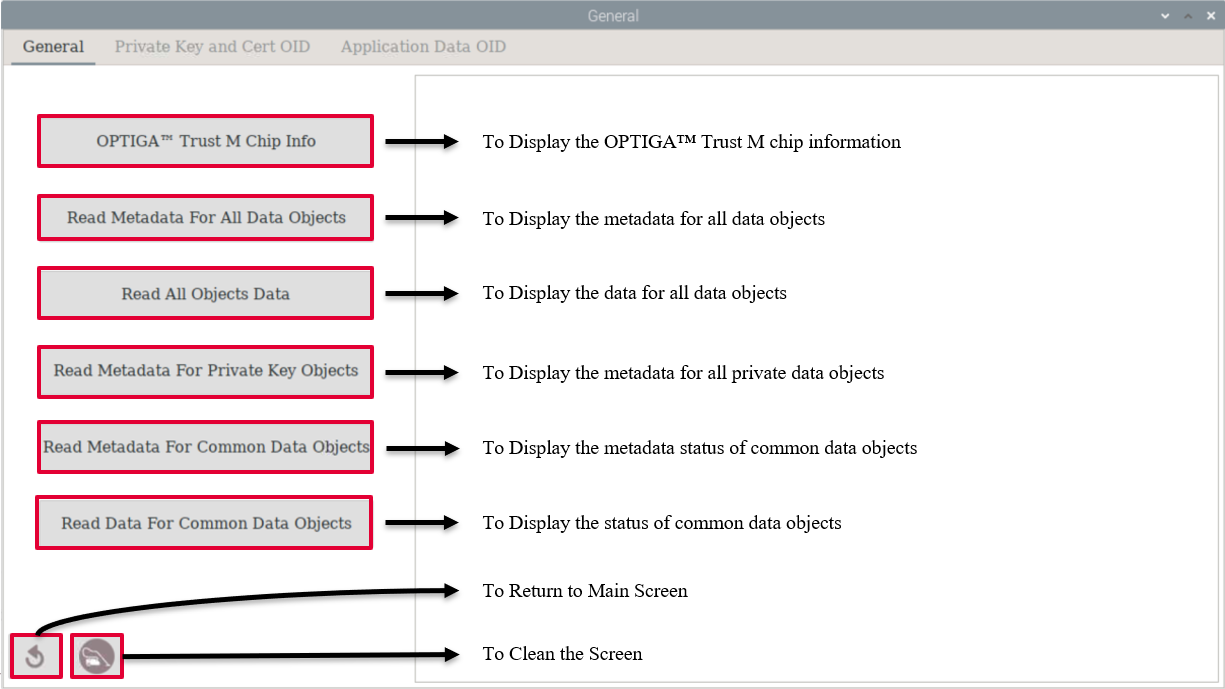 General
General
Private Key and Cert OID
Application Data OID
OPTIGA™ Trust M Chip Info
To Display the OPTIGA™ Trust M chip information
Read Metadata For All Data Objects
To Display the metadata for all data objects
Read All Objects Data
To Display the data for all data objects
Read Metadata For Private Key Objects
To Display the metadata for all private data objects
Read Metadata For Common Data Objects
To Display the metadata status of common data objects
Read Data For Common Data Objects
To Display the status of common data objects
To Return to Main Screen
To Clean the Screen